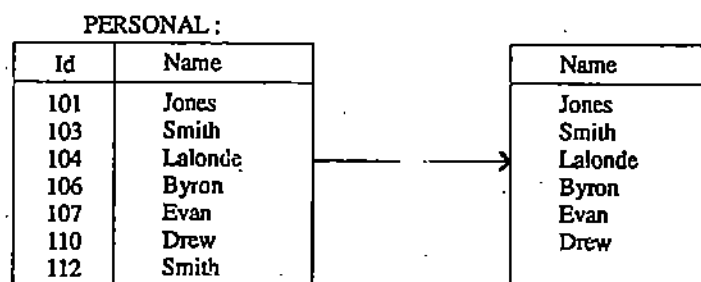 PERSONAL :
Id Name Name
101 Jones Jones
103 Smith Smith
104 Lalonde Lalonde
106 Byron Byron
107 Evan Evan
110 Drew Drew
112 Smith